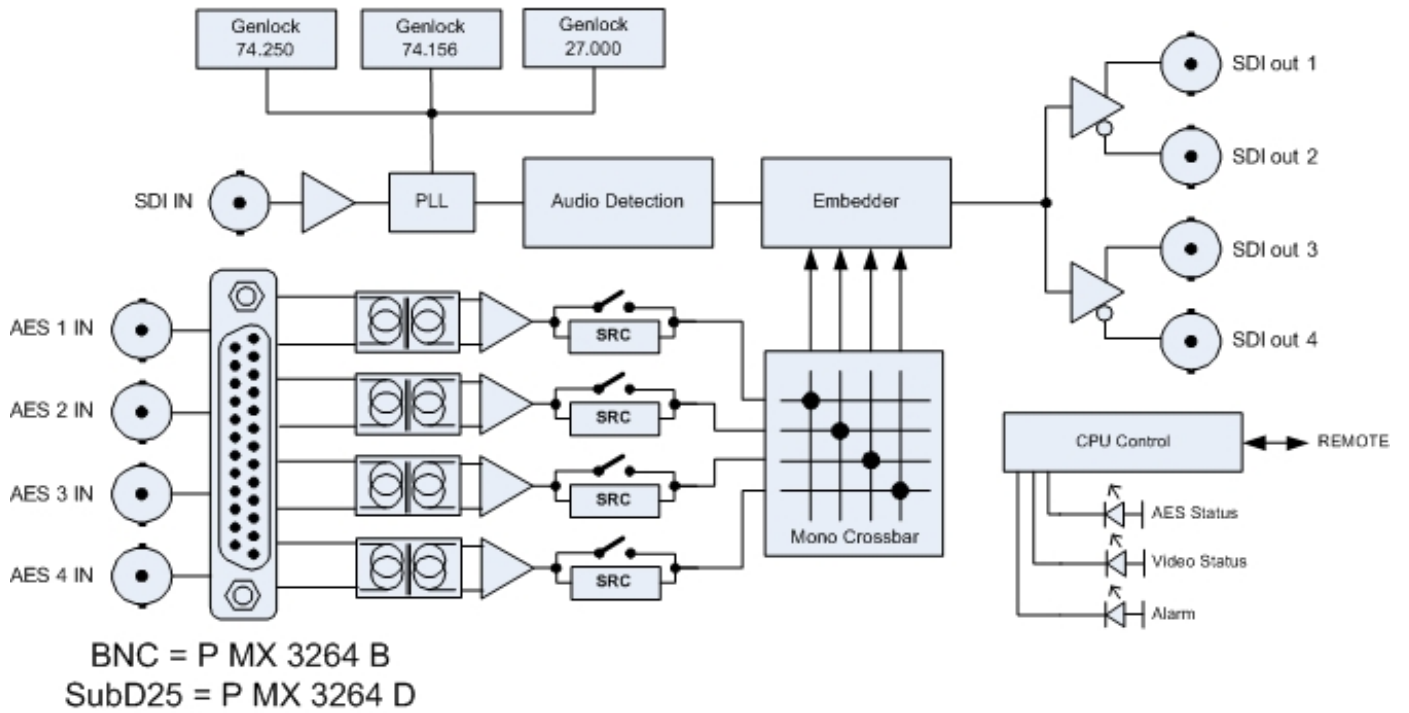 Genlock
74.250
Genlock
74.156
Genlock
27.000
SDI out 1
SDI out 2
SDI IN
PLL
Audio Detection
Embedder
SDI out 3
SDI out 4
AES 1 IN
SRC
AES 2 IN
SRC
AES 3 IN
SRC
AES 4 IN
SRC
Mono Crossbar
CPU Control
REMOTE
AES Status
Video Status
Alarm
BNC = P MX 3264 B
SubD25 = P MX 3264 D